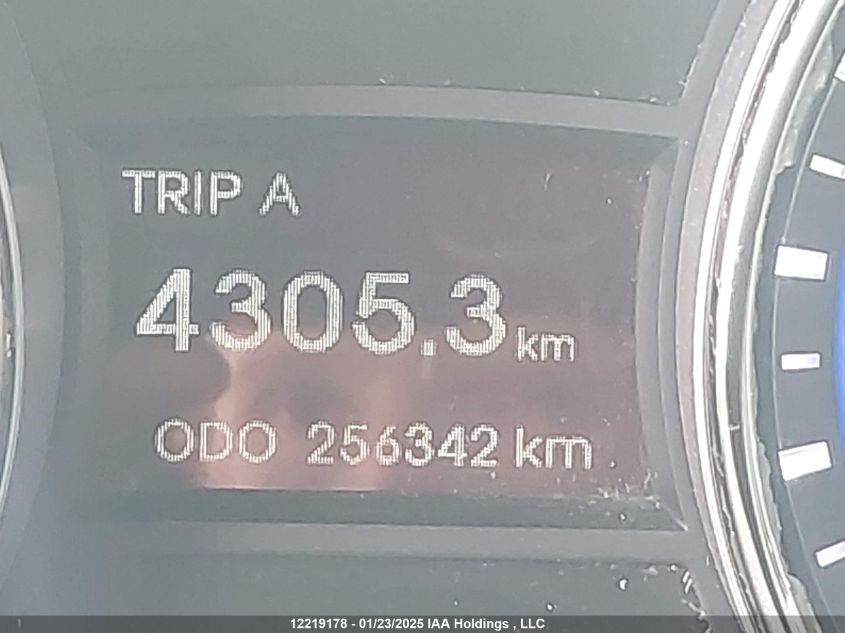 TRIP A
4305.3 km
ODO 256342 km
12219178 - 01/23/2025 IAA Holdings , LLC